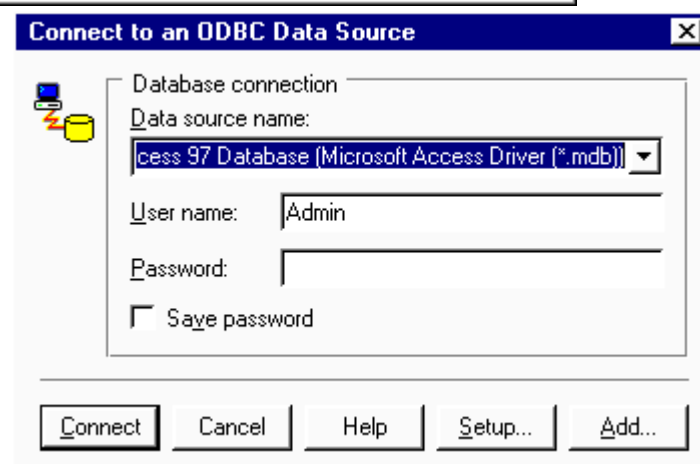 Connect to an ODBC Data Source
Database connection
Data source name:
cess 97 Database (Microsoft Access Driver (*.mdb))
User name: Admin
Password:
Save password
Connect Cancel Help Setup... Add...